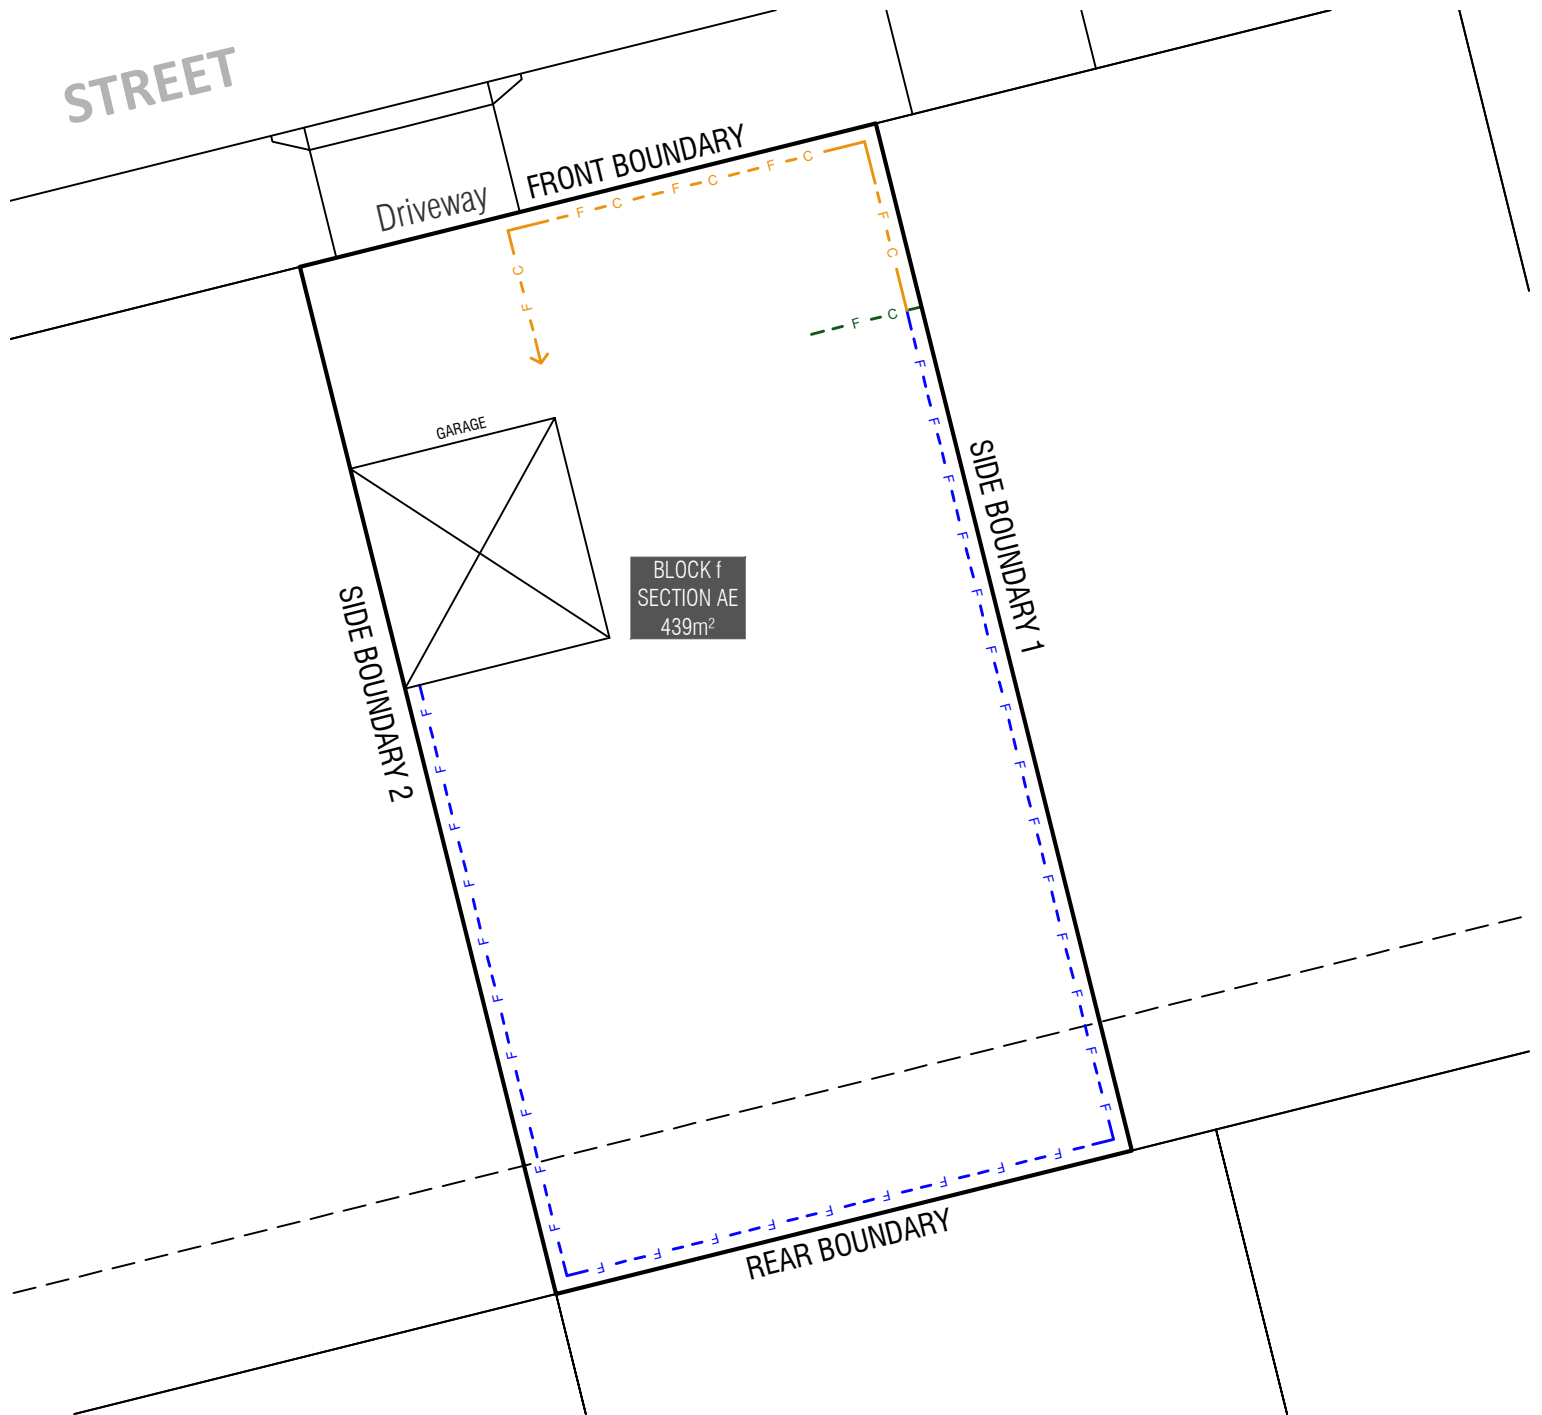 STREET
FRONT BOUNDARY
Driveway
F C F C F C
C F
F C
F C
GARAGE
SIDE BOUNDARY 1
BLOCK f
SECTION AE
439m²
SIDE BOUNDARY 2
F F F F F F F F F F F F F F
F F F F F F F F F F
F F F F F F F F F
REAR BOUNDARY